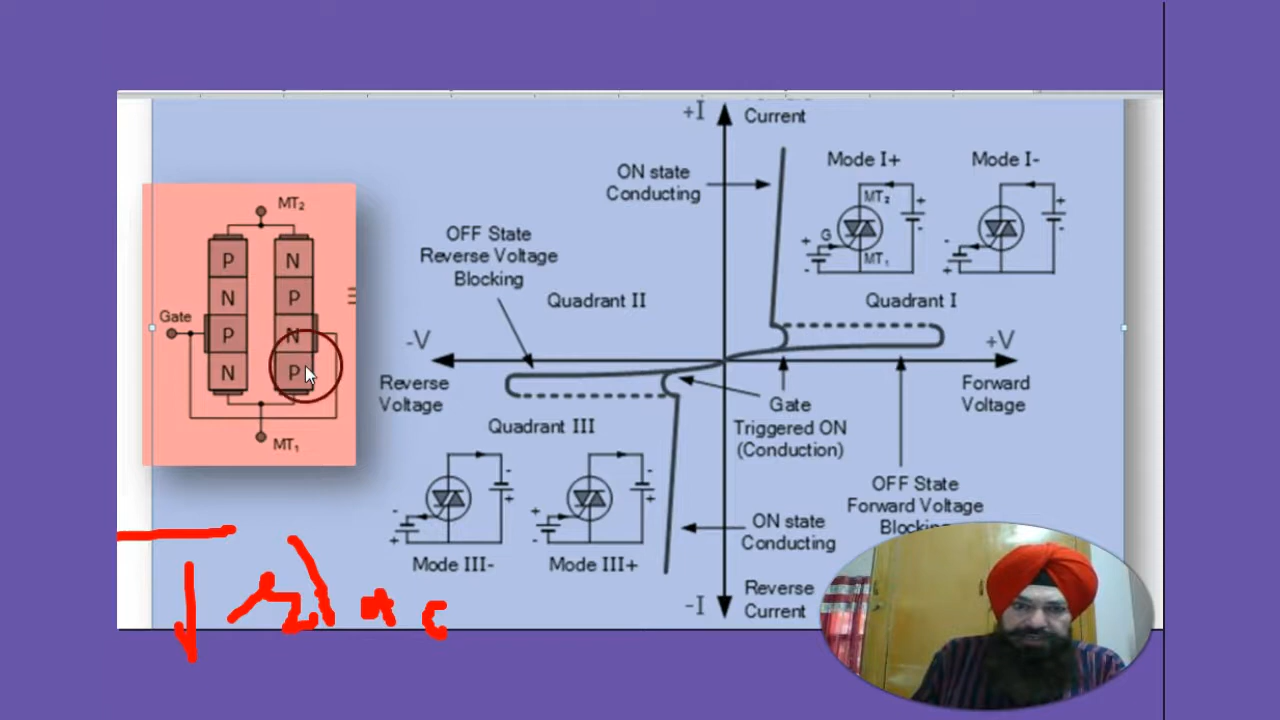 +I
Current
ON state
Conducting
Mode I+
Mode I-
MT₂
+
-
+
-
G
+
-
MT₁
-
+
Quadrant I
OFF State
Reverse Voltage
Blocking
Quadrant II
MT₂
P N
N P
Gate
P N
N P
MT₁
-V
Reverse
Voltage
+V
Forward
Voltage
Gate
Triggered ON
(Conduction)
Quadrant III
-
+
-
+
-
+
+
-
Mode III-
Mode III+
OFF State
Forward Voltage
Blocking
ON state
Conducting
-I
Reverse
Current